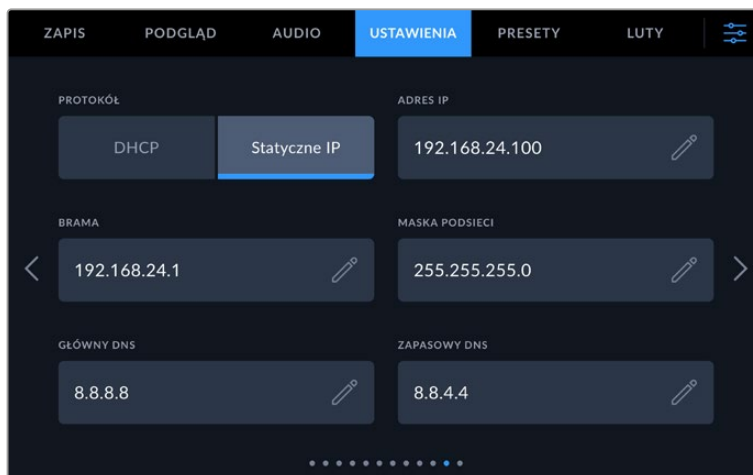 ZAPIS PODGLĄD AUDIO USTAWIENIA PRESETY LUTY
PROTOKÓŁ ADRES IP
DHCP Statyczne IP 192.168.24.100
BRAMA MASKA PODSIECI
192.168.24.1 255.255.255.0
GŁÓWNY DNS ZAPASOWY DNS
8.8.8.8 8.8.4.4